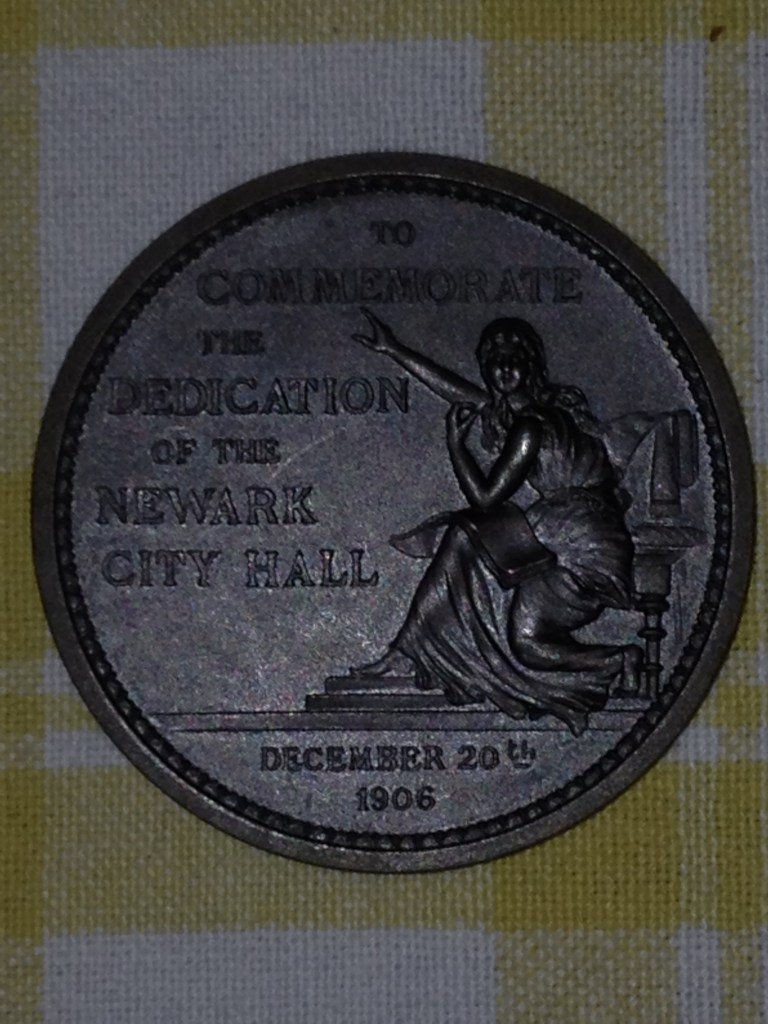 TO
COMMEMORATE
THE
DEDICATION
OF THE
NEWARK
CITY HALL
DECEMBER 20th
1906